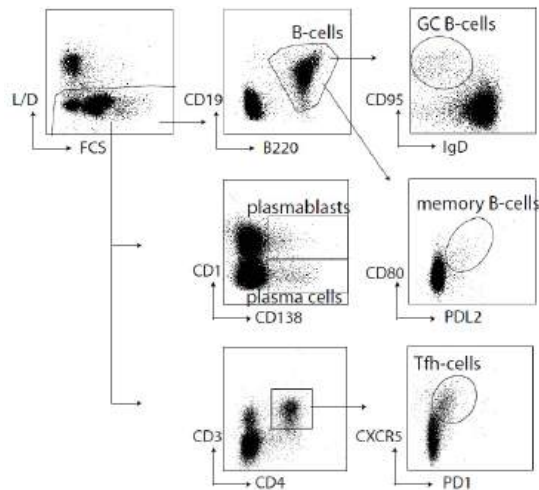 B-cells
GC B-cells
L/D
CD19
CD95
FCS
B220
IgD
plasmablasts
memory B-cells
CD1
CD80
plasma cells
CD138
PDL2
Tfh-cells
CD3
CXCR5
CD4
PD1